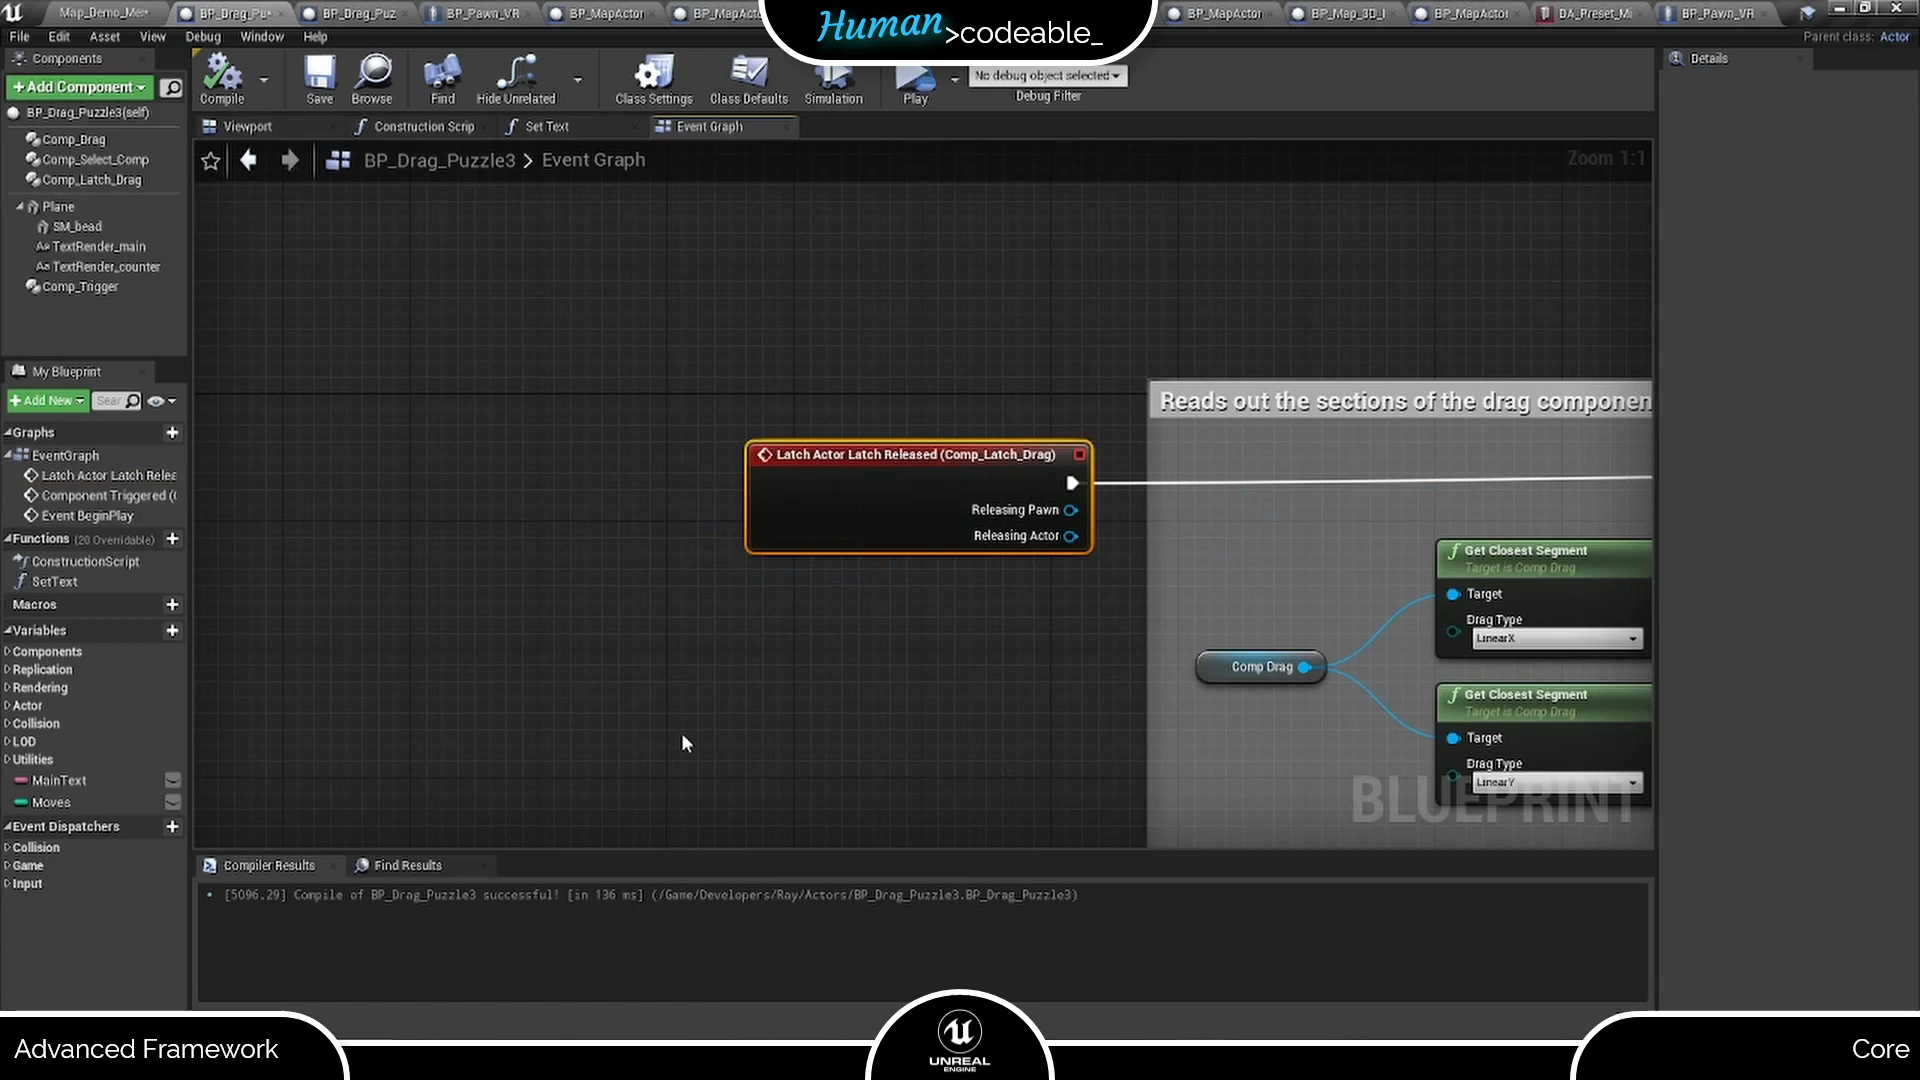 Map_Demo_Mer
BP_Drag_Pu
BP_Drag_Puz
BP_Pawn_VR
BP_MapActor
BP_MapActo
BP_MapActor
BP_Map_3D_I
BP_MapActor
DA_Preset_Mi
BP_Pawn_VR
Human >codeable_
File Edit Asset View Debug Window Help
Parent class: Actor
Components
+Add Component
BP_Drag_Puzzle3(self)
Comp_Drag
Comp_Select_Comp
Comp_Latch_Drag
Plane
SM_bead
TextRender_main
TextRender_counter
Comp_Trigger
Compile
Save
Browse
Find
Hide Unrelated
Class Settings
Class Defaults
Simulation
Play
No debug object selected
Debug Filter
Details
Viewport
Construction Scrip
Set Text
Event Graph
BP_Drag_Puzzle3 > Event Graph
Zoom 1:1
My Blueprint
+Add New
Sear
Graphs
EventGraph
Latch Actor Latch Relea
Component Triggered (
Event BeginPlay
Functions (20 Overridable)
ConstructionScript
SetText
Macros
Variables
Components
Replication
Rendering
Actor
Collision
LOD
Utilities
MainText
Moves
Event Dispatchers
Collision
Game
Input
Latch Actor Latch Released (Comp_Latch_Drag)
Releasing Pawn
Releasing Actor
Reads out the sections of the drag componen
Get Closest Segment
Target is Comp Drag
Target
Drag Type
LinearX
Comp Drag
Get Closest Segment
Target is Comp Drag
Target
Drag Type
LinearY
BLUEPRINT
Compiler Results
Find Results
[5096.29] Compile of BP_Drag_Puzzle3 successful! [in 136 ms] (/Game/Developers/Ray/Actors/BP_Drag_Puzzle3.BP_Drag_Puzzle3)
Advanced Framework
UNREAL
ENGINE
Core